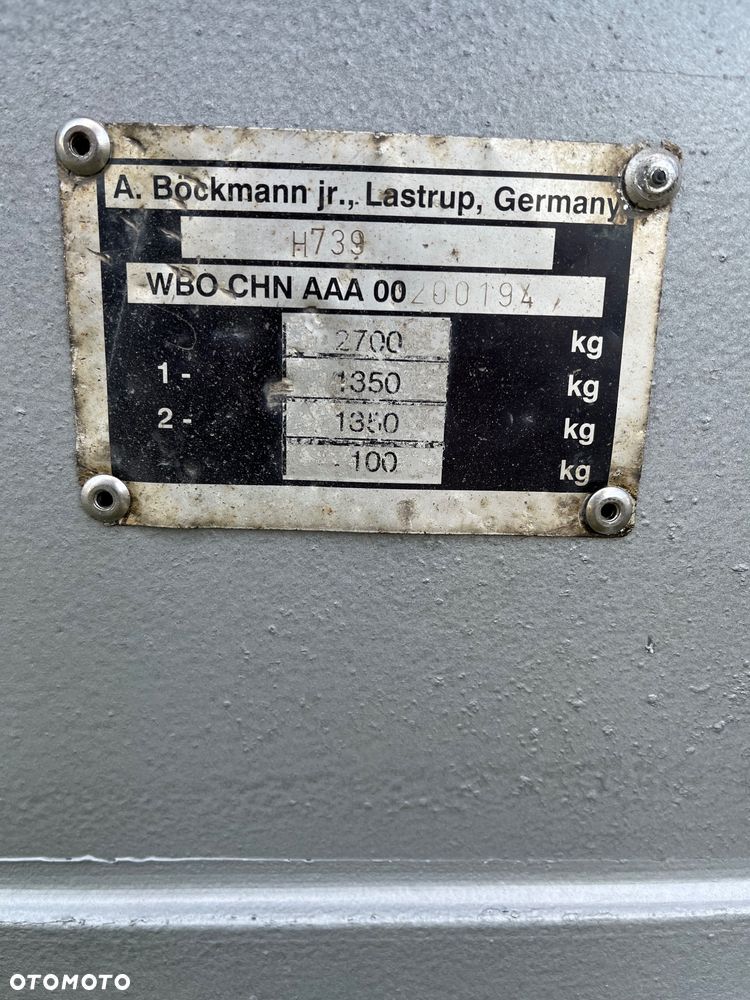 A. Böckmann jr., Lastrup, Germany
H739
WBO CHN AAA 00200194
2700 kg
1- 1350 kg
2- 1350 kg
100 kg
OTOMOTO